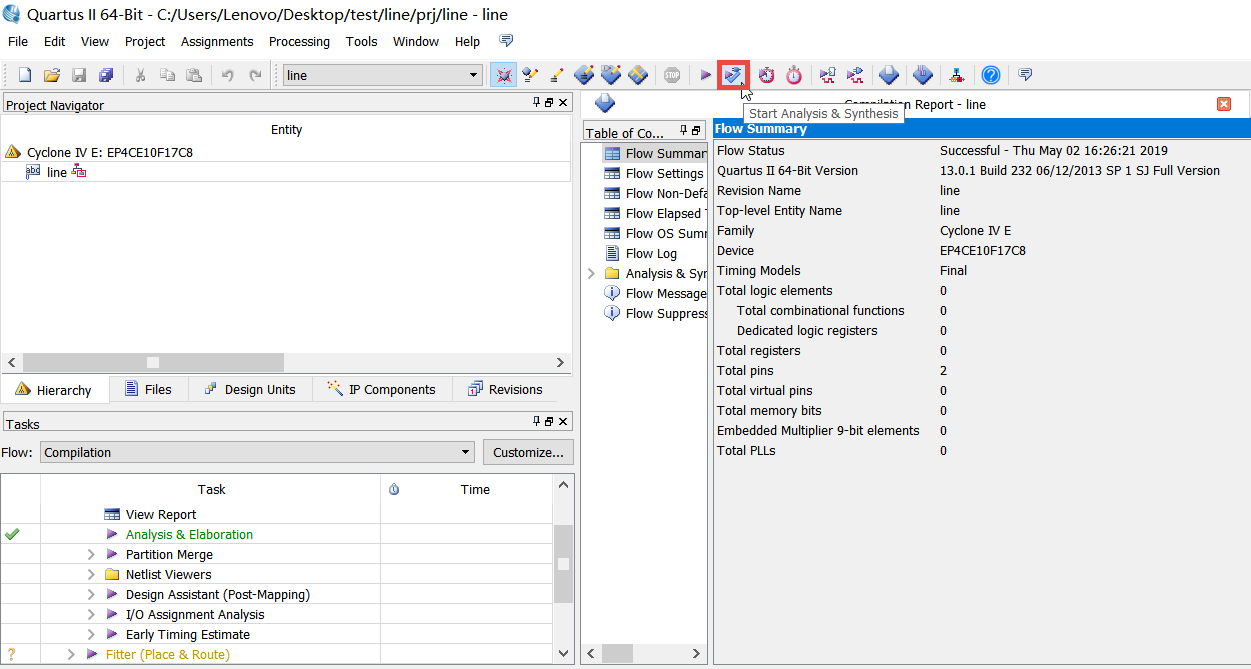 Quartus II 64-Bit - C:/Users/Lenovo/Desktop/test/line/prj/line - line
File Edit View Project Assignments Processing Tools Window Help
line
STOP
Start Analysis & Synthesis
Project Navigator
Entity
Cyclone IV E: EP4CE10F17C8
abd line
Hierarchy Files Design Units IP Components Revisions
Tasks
Flow: Compilation Customize...
Task Time
View Report
Analysis & Elaboration
Partition Merge
Netlist Viewers
Design Assistant (Post-Mapping)
I/O Assignment Analysis
Early Timing Estimate
? Fitter (Place & Route)
Compilation Report - line
Table of Co...
Flow Summar
Flow Settings
Flow Non-Defa
Flow Elapsed T
Flow OS Sum
Flow Log
Analysis & Syn
Flow Message
Flow Suppres
Flow Summary
Flow Status Successful - Thu May 02 16:26:21 2019
Quartus II 64-Bit Version 13.0.1 Build 232 06/12/2013 SP 1 SJ Full Version
Revision Name line
Top-level Entity Name line
Family Cyclone IV E
Device EP4CE10F17C8
Timing Models Final
Total logic elements 0
Total combinational functions 0
Dedicated logic registers 0
Total registers 0
Total pins 2
Total virtual pins 0
Total memory bits 0
Embedded Multiplier 9-bit elements 0
Total PLLs 0